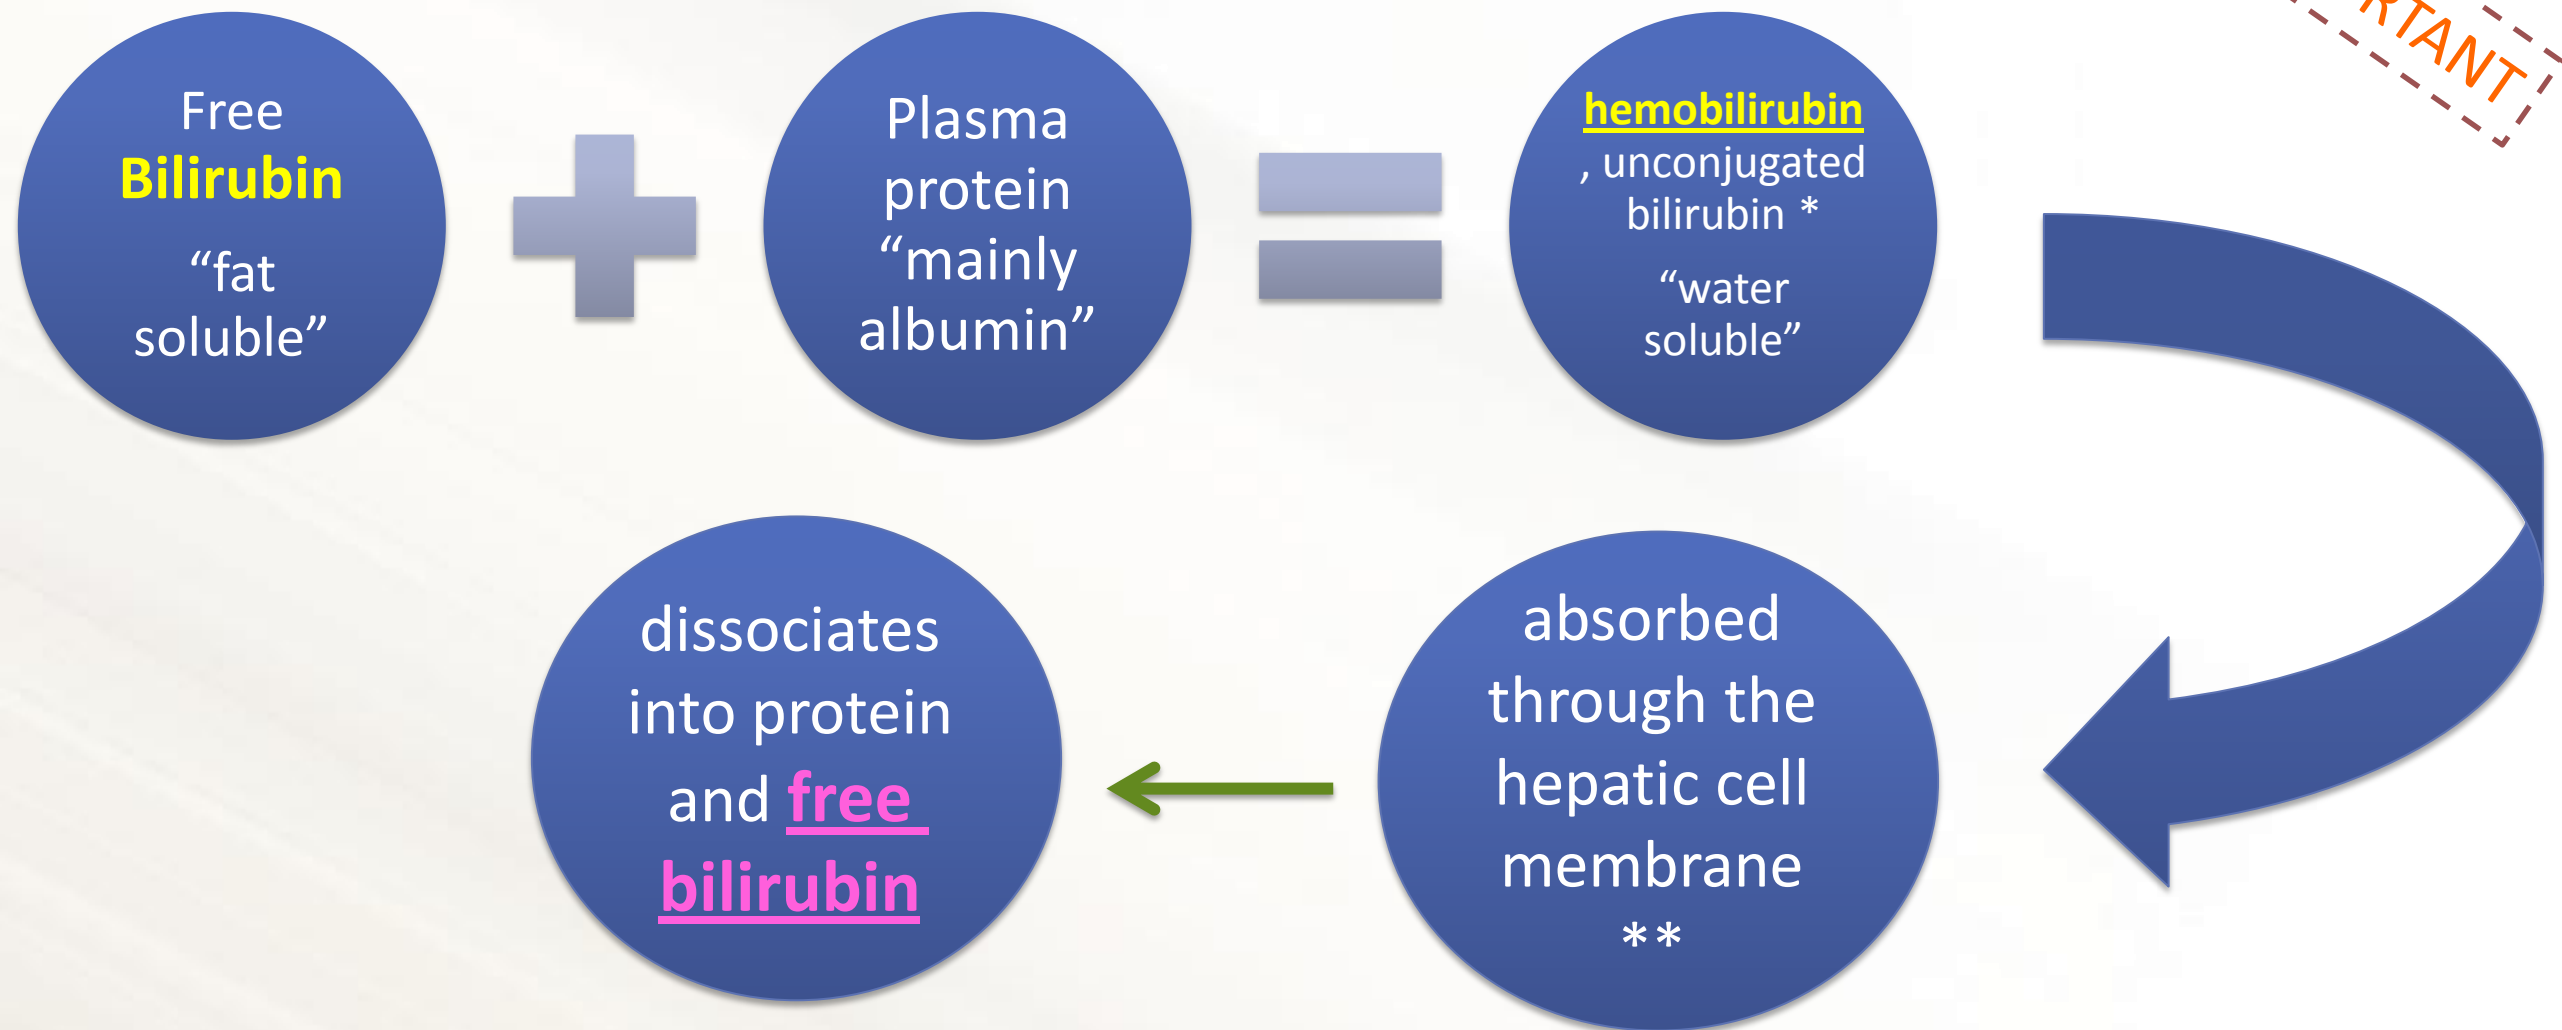 Free
Bilirubin
“fat
soluble”
Plasma
protein
“mainly
albumin”
hemobilirubin
, unconjugated
bilirubin *
“water
soluble”
absorbed
through the
hepatic cell
membrane
**
dissociates
into protein
and free
bilirubin